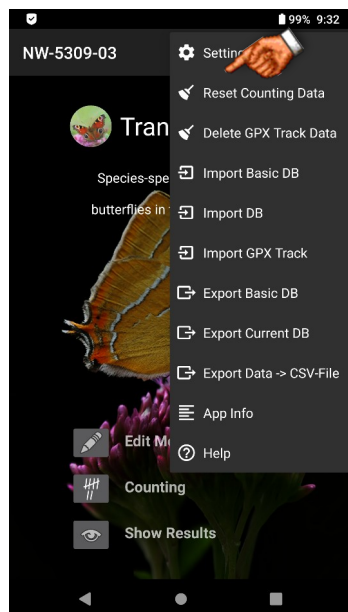 99% 9:32
NW-5309-03
Settin
Reset Counting Data
Tran
Delete GPX Track Data
Species-spe
Import Basic DB
butterflies in
Import DB
Import GPX Track
Export Basic DB
Export Current DB
Export Data -> CSV-File
App Info
Edit M
Help
Counting
Show Results